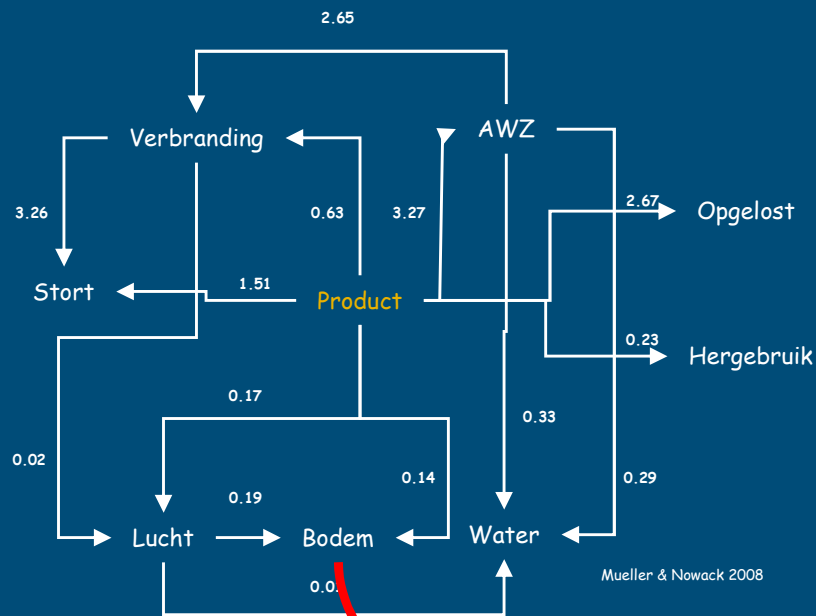 2.65
Verbranding
AWZ
3.26
0.63
3.27
2.67
Opgelost
Stort
1.51
Product
0.23
Hergebruik
0.17
0.33
0.02
0.19
0.14
0.29
Lucht
Bodem
Water
Mueller & Nowack 2008